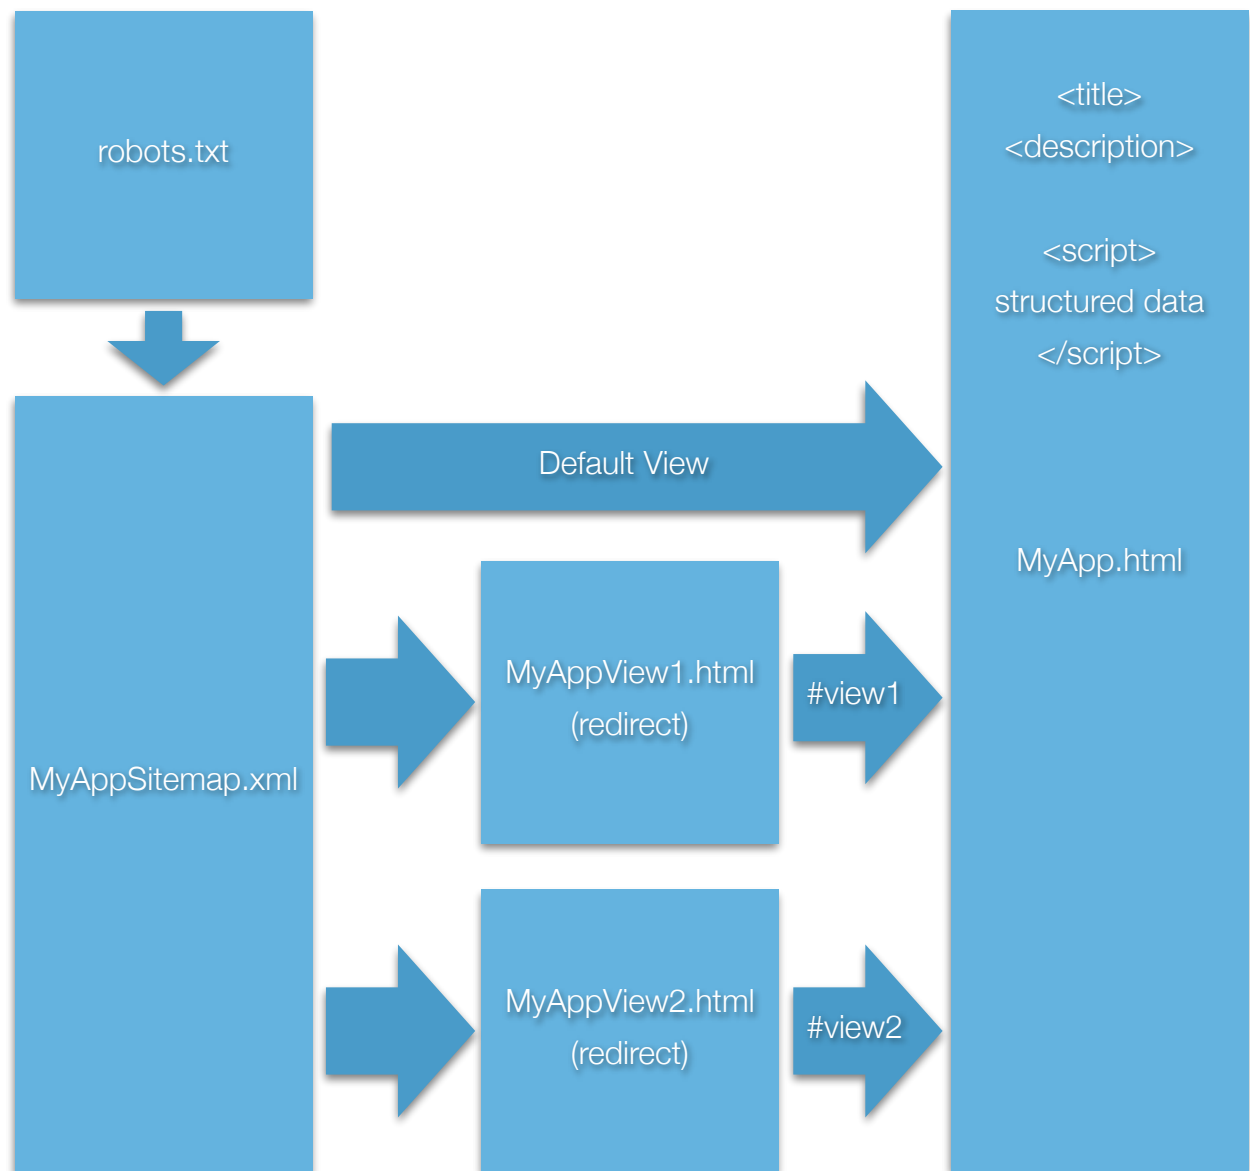 robots.txt
<title>
<description>
<script>
structured data
</script>
Default View
MyApp.html
MyAppView1.html
(redirect)
#view1
MyAppSitemap.xml
MyAppView2.html
(redirect)
#view2